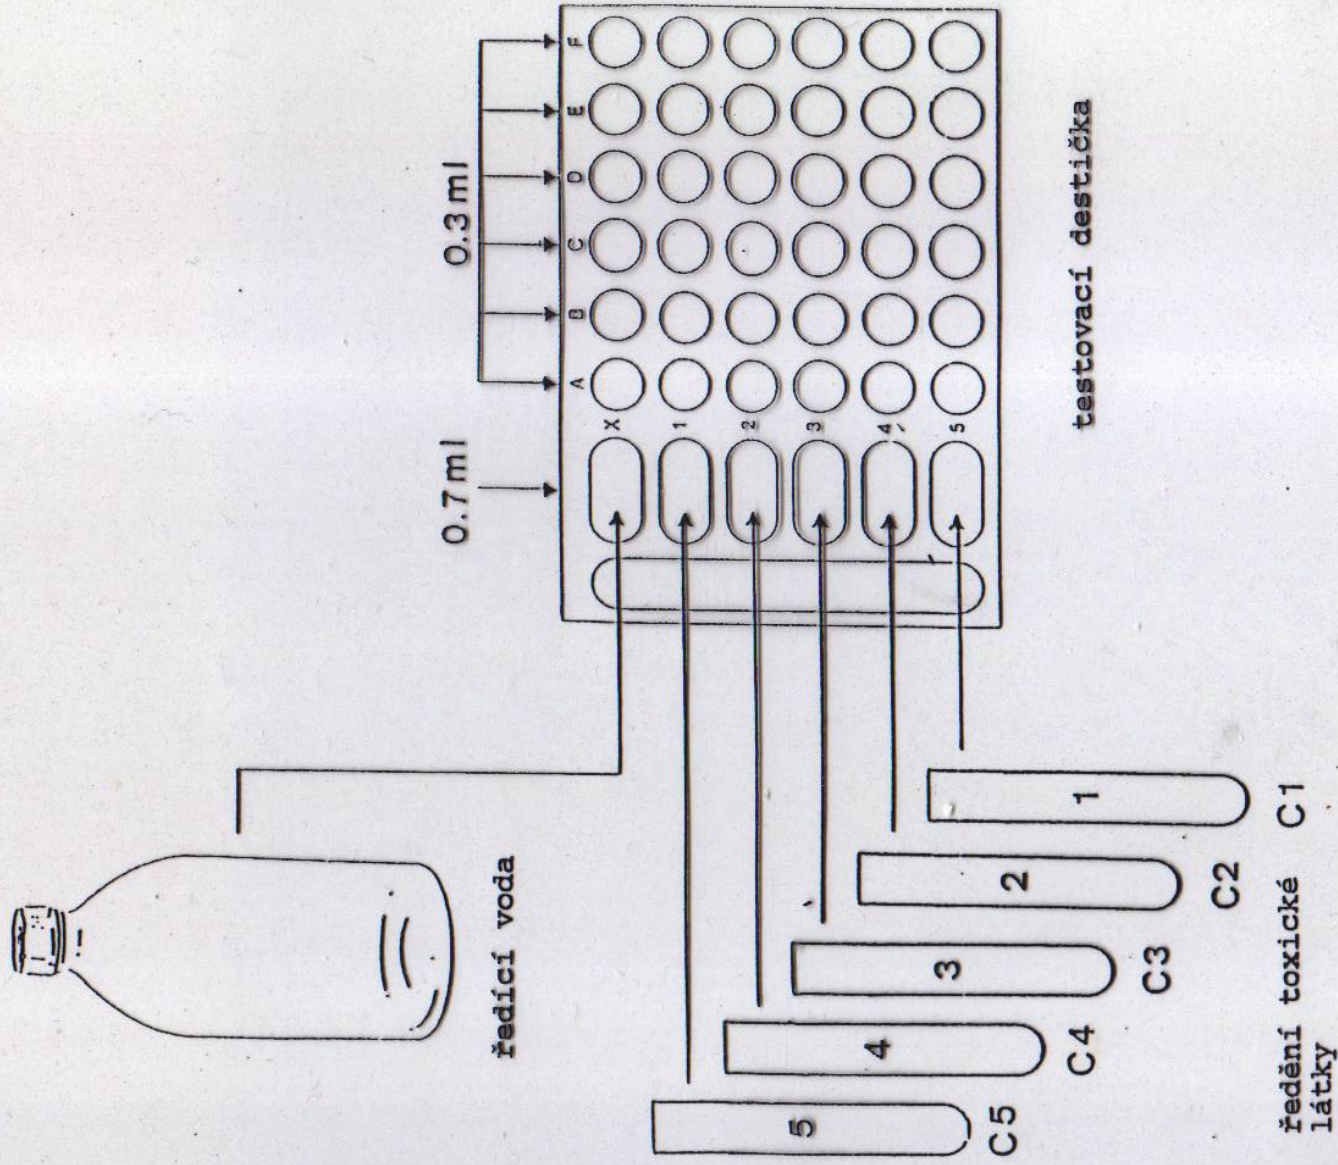 0.7 ml
0.3 ml
A B C D E F
X
1
2
3
4
5
testovací destička
ředící voda
5
4
3
2
1
C5
C4
C3
C2
C1
ředění toxické
látky